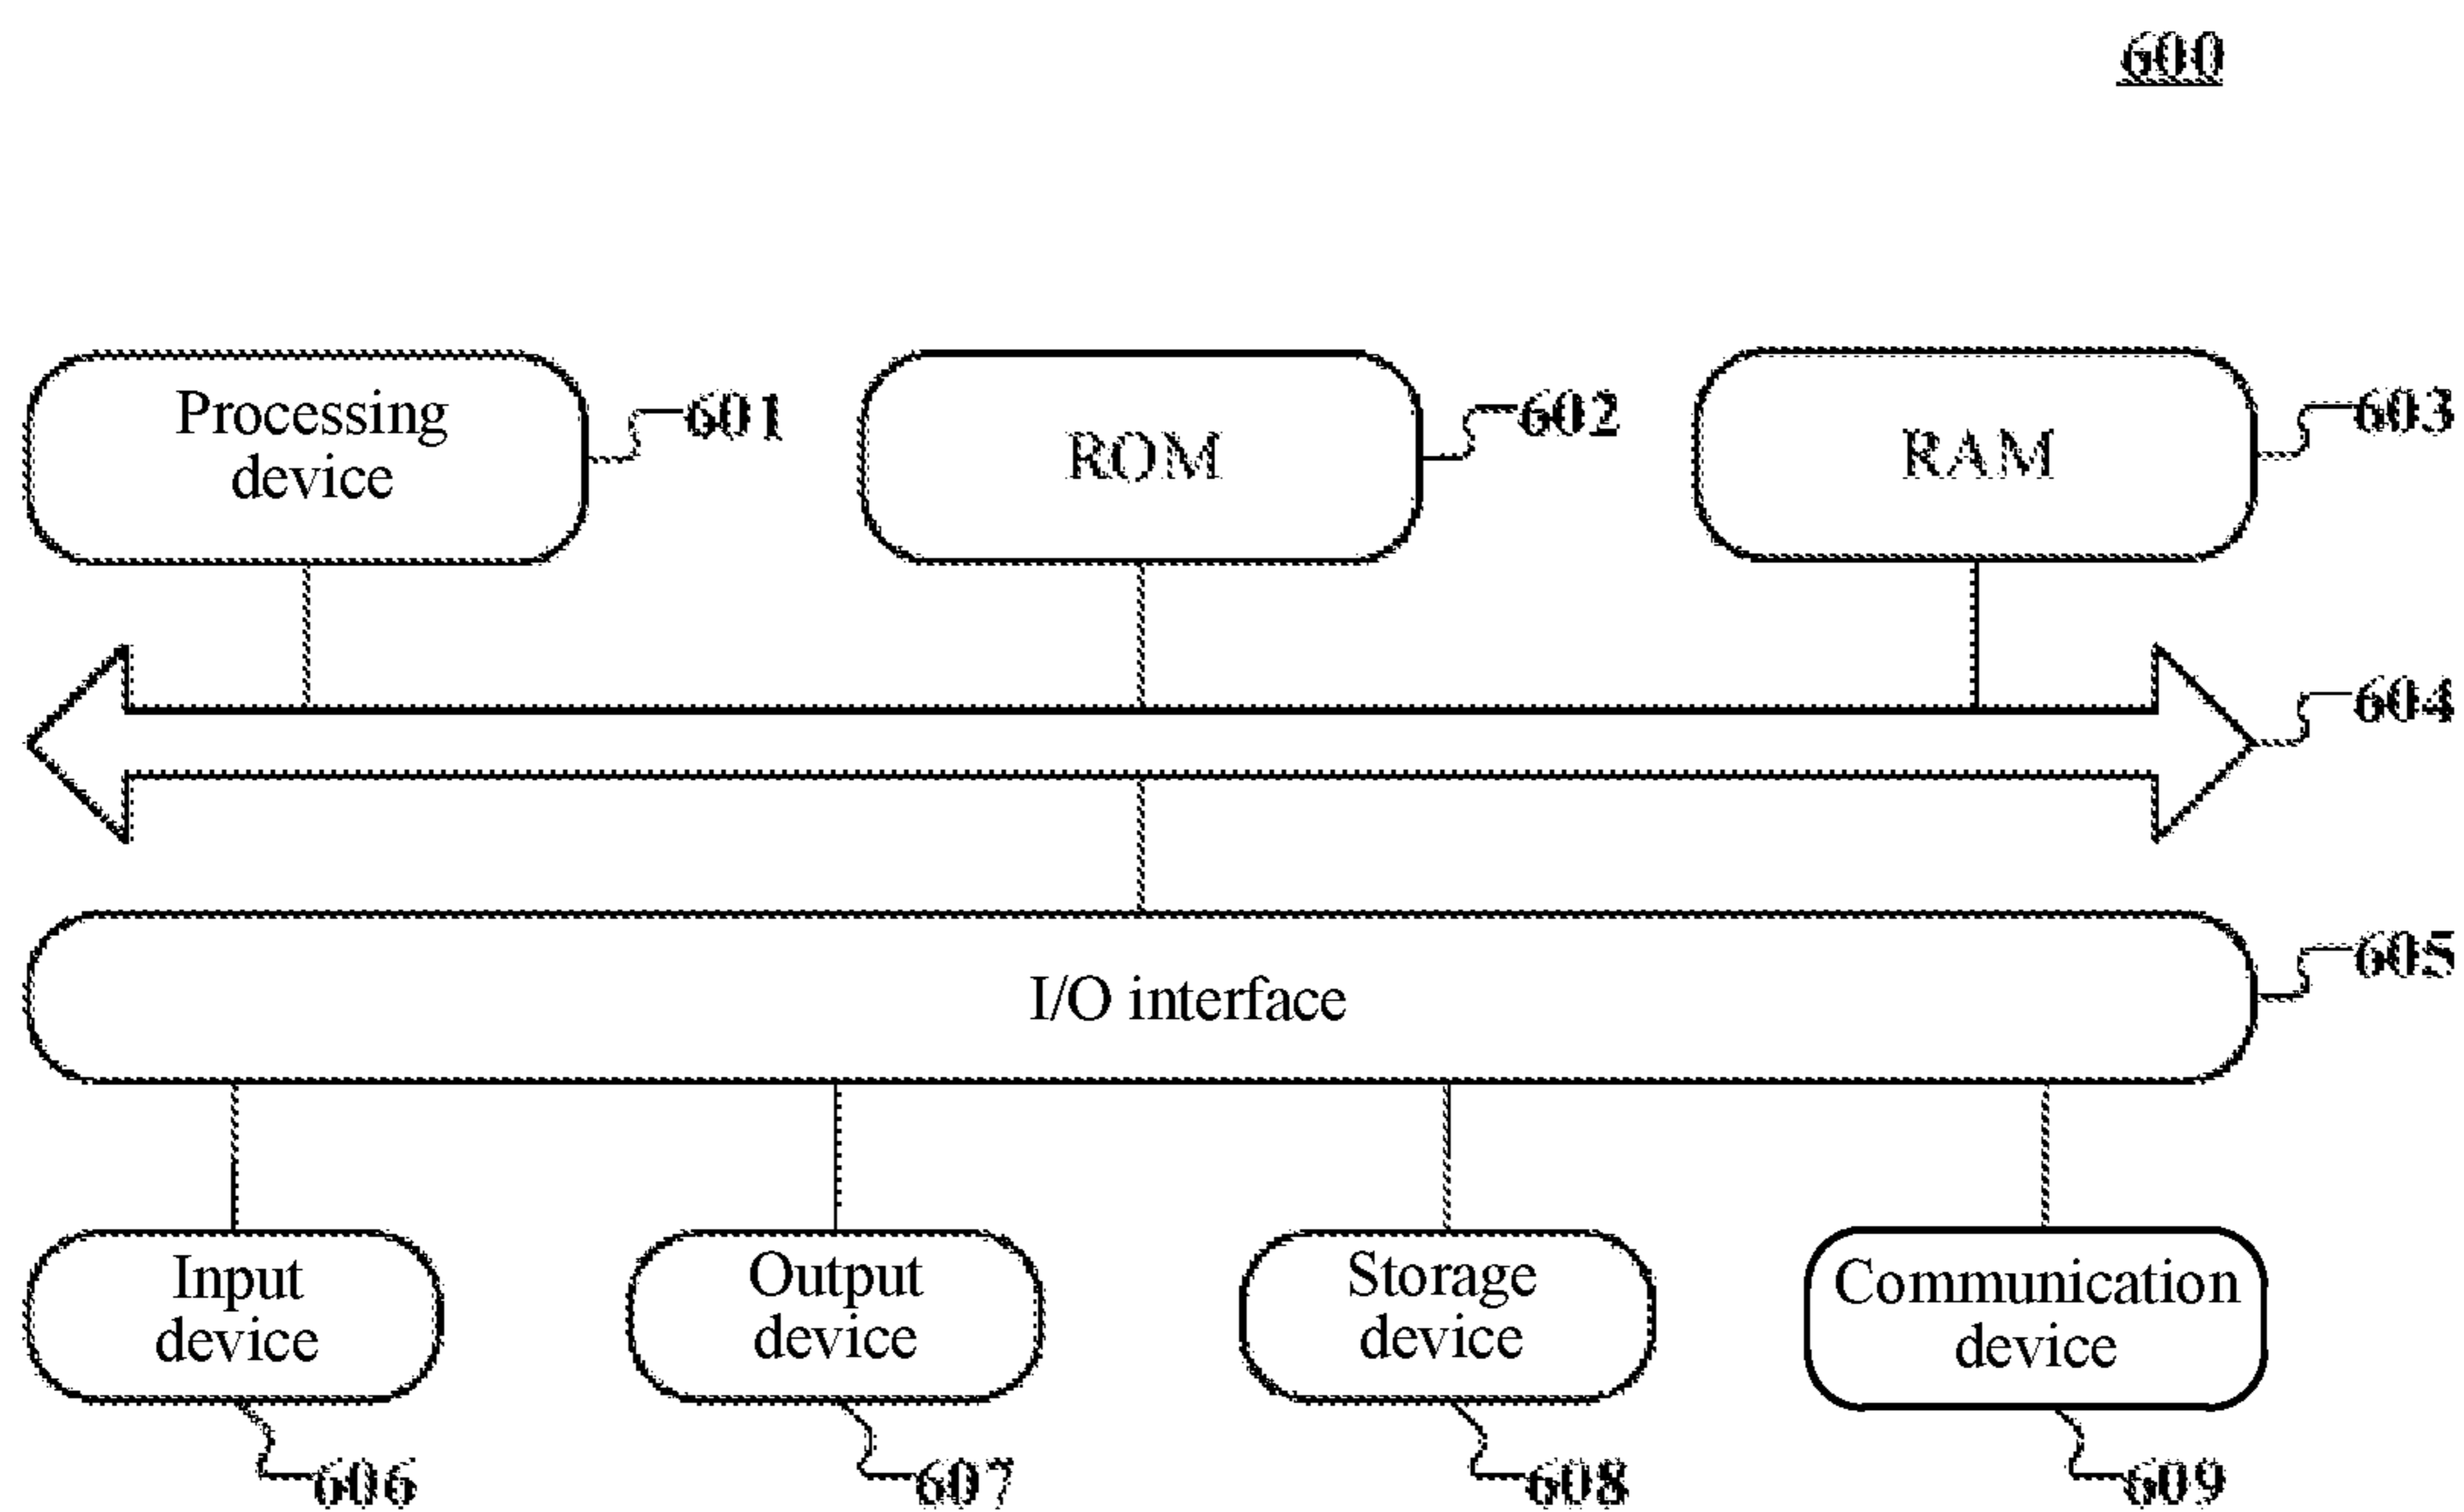 600
Processing
device
601
ROM
602
RAM
603
604
I/O interface
605
Input
device
Output
device
Storage
device
Communication
device
606
607
608
609